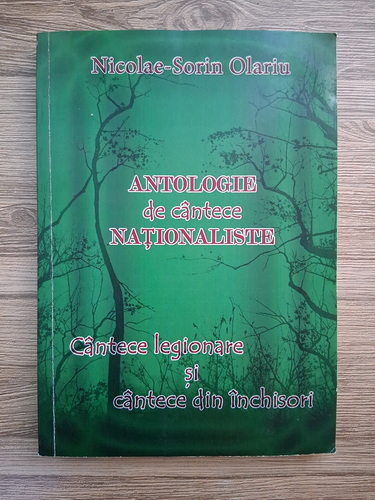 Nicolae-Sorin Olariu
ANTOLOGIE
de cântece
NAȚIONALISTE
Cântece legionare
și
cântece din închisori